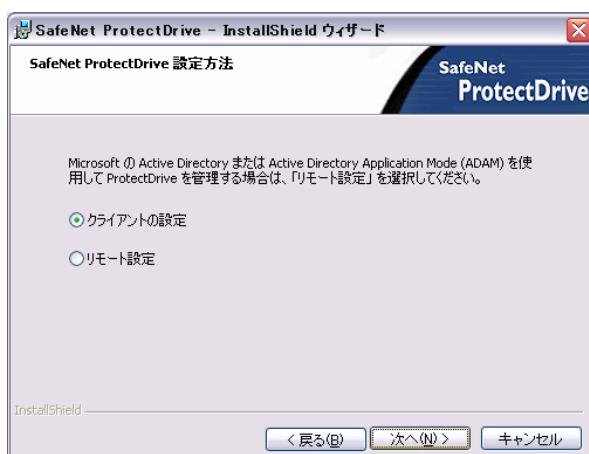 SafeNet ProtectDrive - InstallShield ウィザード
SafeNet ProtectDrive 設定方法
SafeNet
ProtectDrive
Microsoft の Active Directory または Active Directory Application Mode (ADAM) を使
用して ProtectDrive を管理する場合は、「リモート設定」を選択してください。
クライアントの設定
リモート設定
InstallShield
< 戻る(B)
次へ(N) >
キャンセル